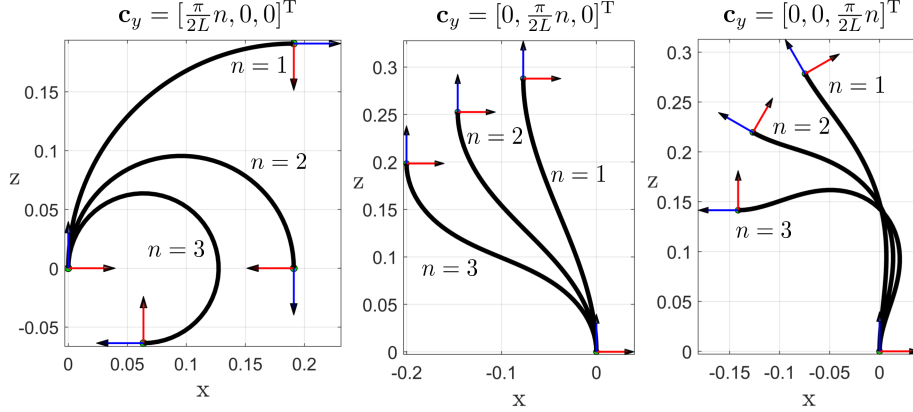 𝐜_y = [π/2L n, 0, 0]^T
0.15
0.1
0.05
0
-0.05
z
n = 1
n = 2
n = 3
0
0.05
0.1
0.15
0.2
x
𝐜_y = [0, π/2L n, 0]^T
0.3
0.25
0.2
0.15
0.1
0.05
0
z
n = 1
n = 2
n = 3
-0.2
-0.1
0
x
𝐜_y = [0, 0, π/2L n]^T
0.3
0.25
0.2
0.15
0.1
0.05
0
z
n = 1
n = 2
n = 3
-0.15
-0.1
-0.05
0
x